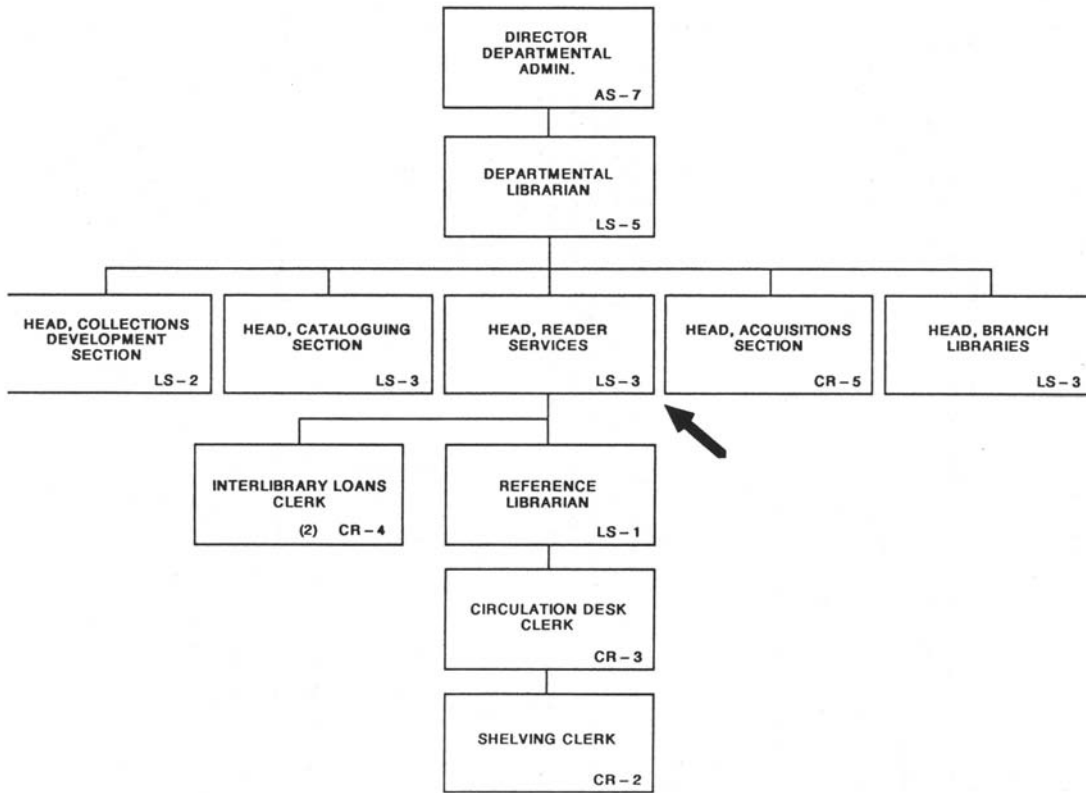 DIRECTOR
DEPARTMENTAL
ADMIN.
AS – 7
DEPARTMENTAL
LIBRARIAN
LS – 5
HEAD, COLLECTIONS
DEVELOPMENT
SECTION
LS – 2
HEAD, CATALOGUING
SECTION
LS – 3
HEAD, READER
SERVICES
LS – 3
HEAD, ACQUISITIONS
SECTION
CR – 5
HEAD, BRANCH
LIBRARIES
LS – 3
INTERLIBRARY LOANS
CLERK
(2) CR – 4
REFERENCE
LIBRARIAN
LS – 1
CIRCULATION DESK
CLERK
CR – 3
SHELVING CLERK
CR – 2